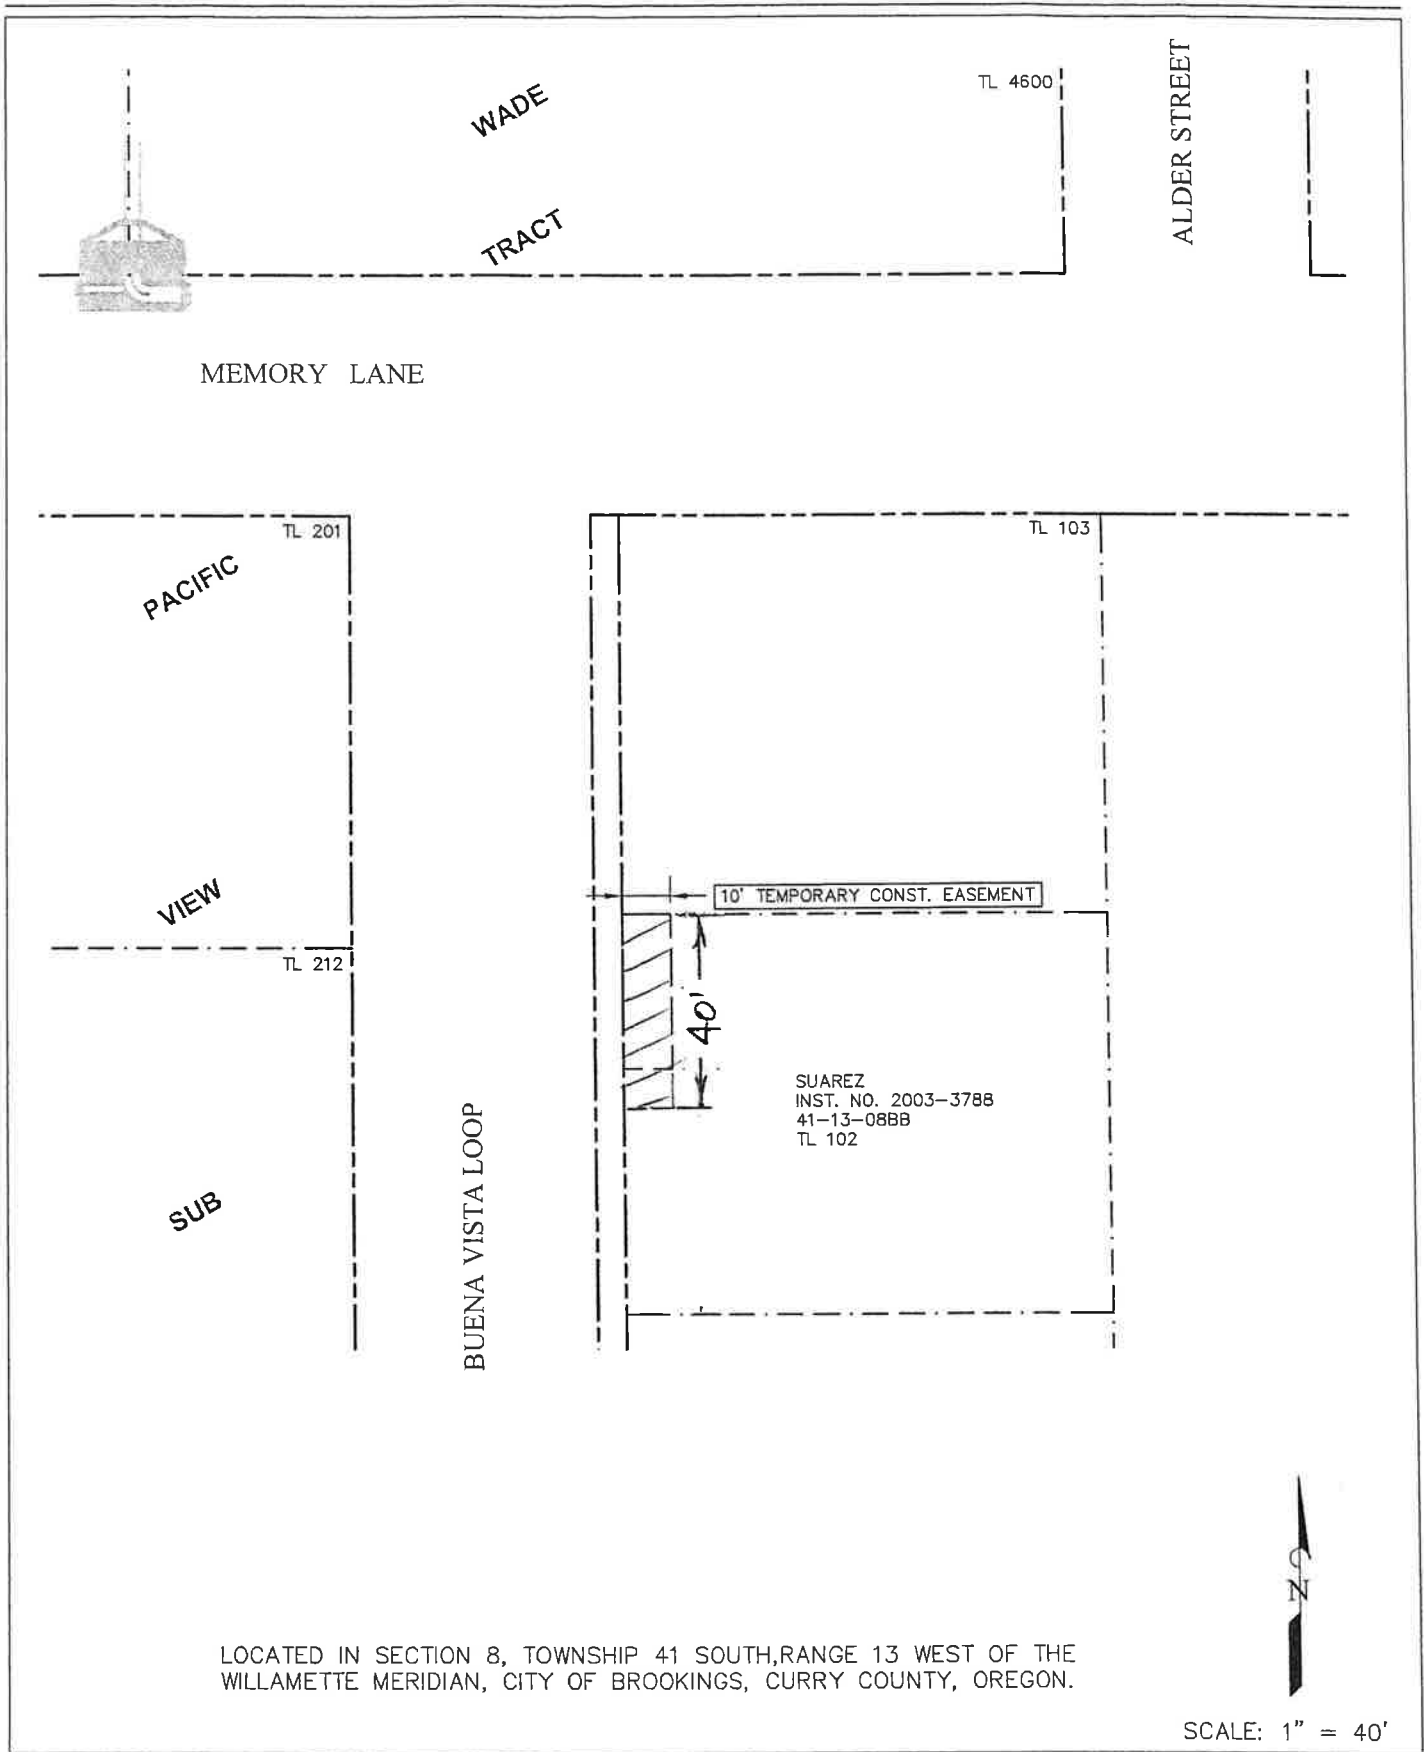 TL 4600
ALDER STREET
WADE
TRACT
MEMORY LANE
TL 201
TL 103
PACIFIC
VIEW
10' TEMPORARY CONST. EASEMENT
TL 212
40'
SUAREZ
INST. NO. 2003-3788
41-13-08BB
TL 102
BUENA VISTA LOOP
SUB
N
LOCATED IN SECTION 8, TOWNSHIP 41 SOUTH,RANGE 13 WEST OF THE
WILLAMETTE MERIDIAN, CITY OF BROOKINGS, CURRY COUNTY, OREGON.
SCALE: 1" = 40'